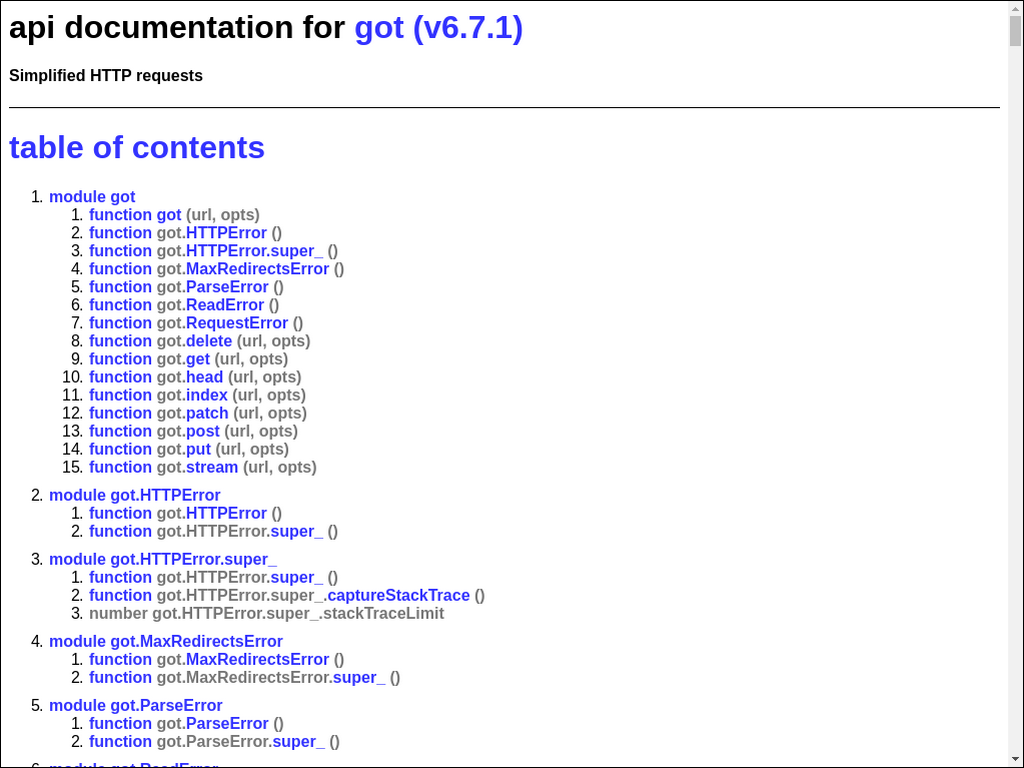 api documentation for got (v6.7.1)
Simplified HTTP requests
table of contents
1. module got
1. function got (url, opts)
2. function got.HTTPError ()
3. function got.HTTPError.super_ ()
4. function got.MaxRedirectsError ()
5. function got.ParseError ()
6. function got.ReadError ()
7. function got.RequestError ()
8. function got.delete (url, opts)
9. function got.get (url, opts)
10. function got.head (url, opts)
11. function got.index (url, opts)
12. function got.patch (url, opts)
13. function got.post (url, opts)
14. function got.put (url, opts)
15. function got.stream (url, opts)
2. module got.HTTPError
1. function got.HTTPError ()
2. function got.HTTPError.super_ ()
3. module got.HTTPError.super_
1. function got.HTTPError.super_ ()
2. function got.HTTPError.super_.captureStackTrace ()
3. number got.HTTPError.super_.stackTraceLimit
4. module got.MaxRedirectsError
1. function got.MaxRedirectsError ()
2. function got.MaxRedirectsError.super_ ()
5. module got.ParseError
1. function got.ParseError ()
2. function got.ParseError.super_ ()
6. module got.ReadError